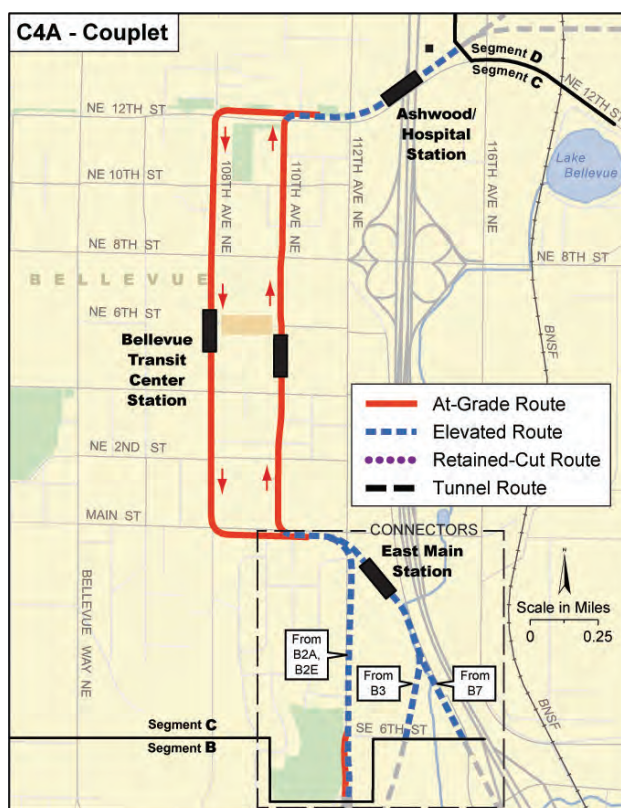 C4A - Couplet
Segment D
Segment C
NE 12TH ST
NE 12TH ST
Ashwood/
Hospital
Station
Lake
Bellevue
108TH AVE NE
110TH AVE NE
112TH AVE NE
116TH AVE NE
NE 10TH ST
NE 8TH ST
NE 8TH ST
BELLEVUE
NE 6TH ST
BNSF
Bellevue
Transit
Center
Station
At-Grade Route
Elevated Route
Retained-Cut Route
Tunnel Route
NE 2ND ST
MAIN ST
CONNECTORS
East Main
Station
BELLEVUE WAY NE
N
Scale in Miles
0 0.25
From
B2A,
B2E
From
B3
From
B7
Segment C
Segment B
SE 6TH ST
BNSF